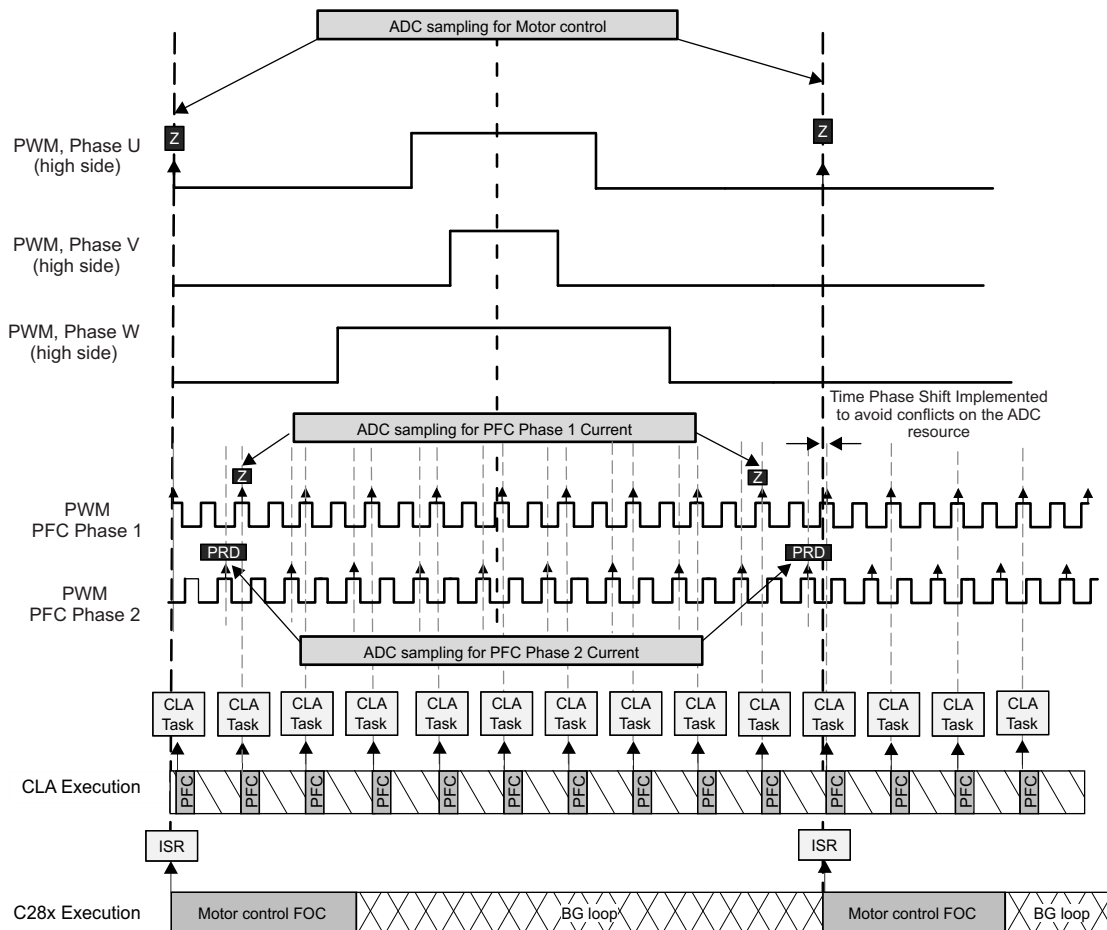 ADC sampling for Motor control
Z
Z
PWM, Phase U
(high side)
PWM, Phase V
(high side)
PWM, Phase W
(high side)
Time Phase Shift Implemented
to avoid conflicts on the ADC
resource
ADC sampling for PFC Phase 1 Current
Z
Z
PWM
PFC Phase 1
PRD
PRD
PWM
PFC Phase 2
ADC sampling for PFC Phase 2 Current
CLA
Task
CLA
Task
CLA
Task
CLA
Task
CLA
Task
CLA
Task
CLA
Task
CLA
Task
CLA
Task
CLA
Task
CLA
Task
CLA
Task
CLA
Task
CLA
Task
CLA Execution
PFC
PFC
PFC
PFC
PFC
PFC
PFC
PFC
PFC
PFC
PFC
PFC
PFC
PFC
ISR
ISR
C28x Execution
Motor control FOC
BG loop
Motor control FOC
BG loop